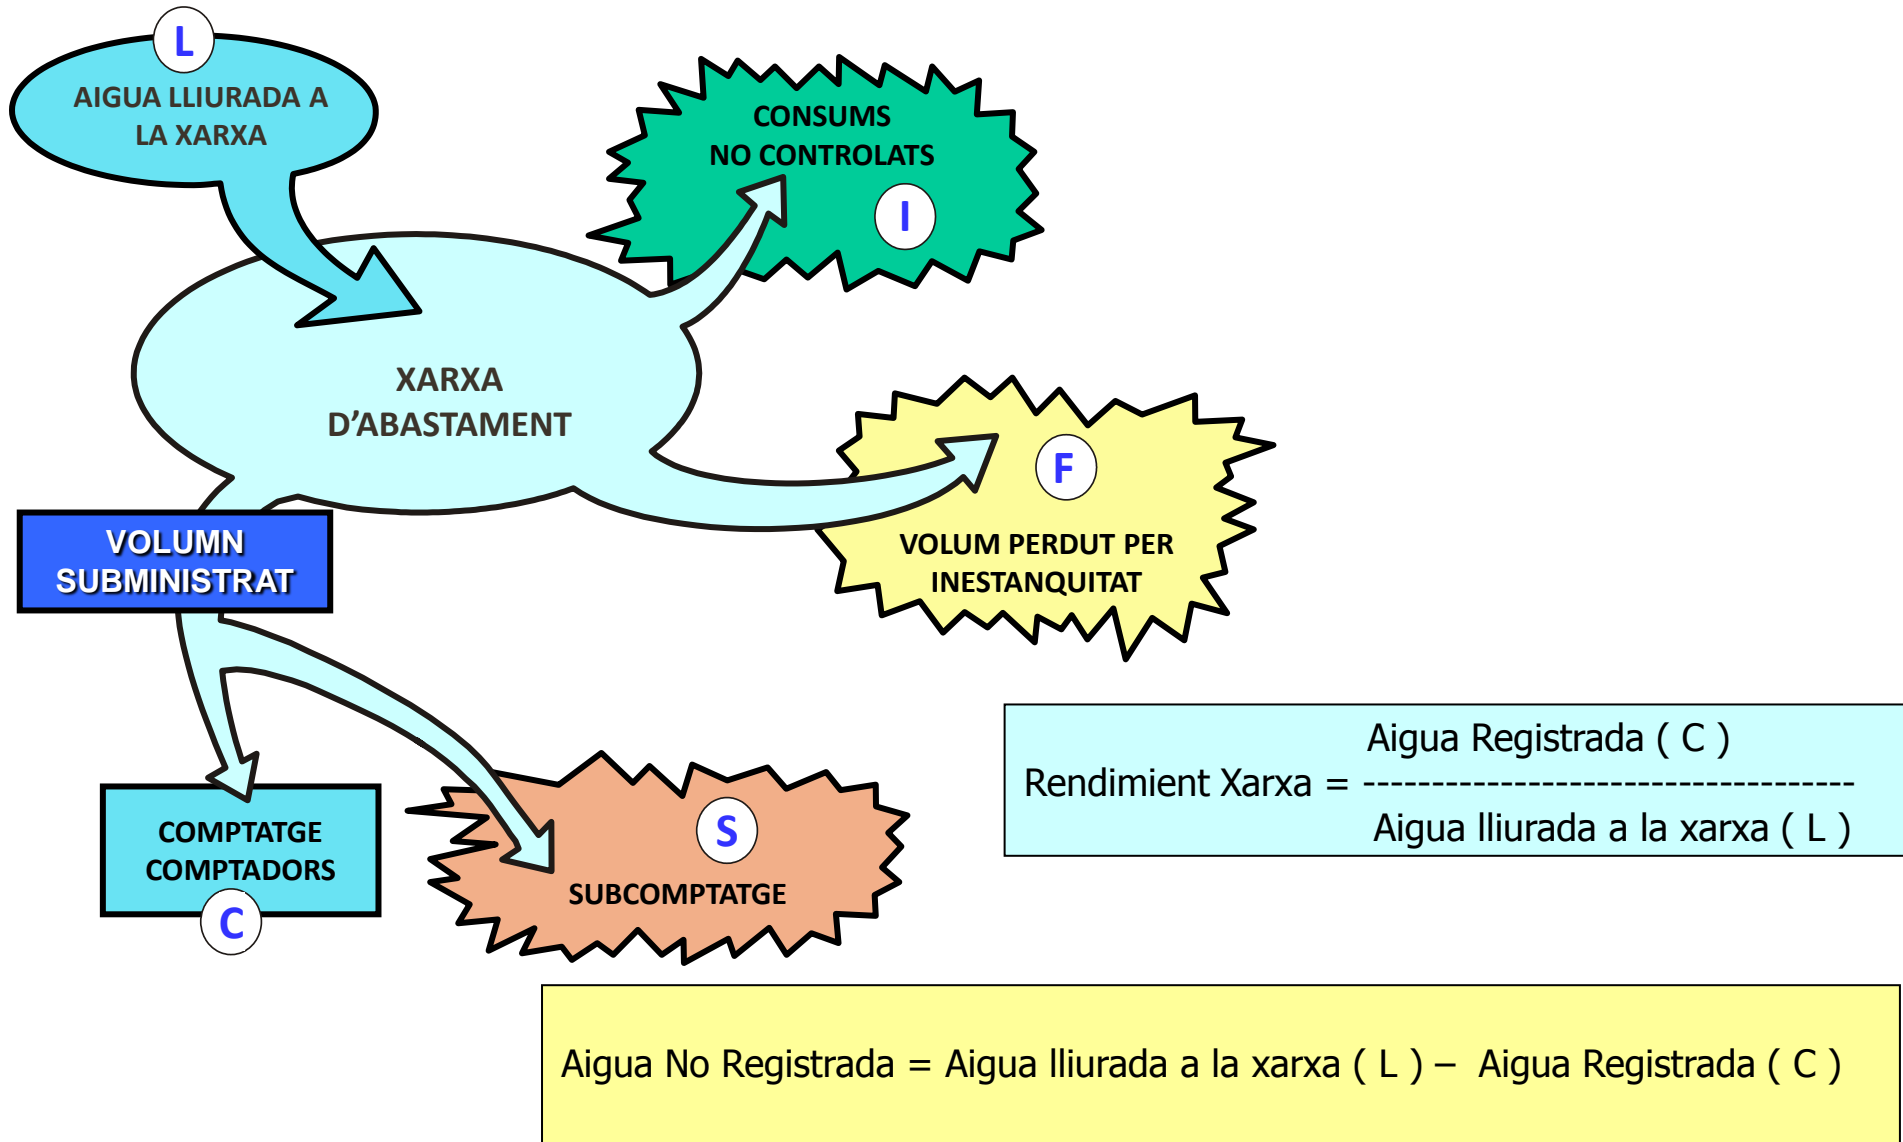 L
AIGUA LLIURADA A
LA XARXA
CONSUMS
NO CONTROLATS
I
XARXA
D’ABASTAMENT
F
VOLUM PERDUT PER
INESTANQUITAT
VOLUMN
SUBMINISTRAT
COMPTATGE
COMPTADORS
C
S
SUBCOMPTATGE
Aigua Registrada ( C )
Rendimient Xarxa = ------------------------------------
Aigua lliurada a la xarxa ( L )
Aigua No Registrada = Aigua lliurada a la xarxa ( L ) – Aigua Registrada ( C )